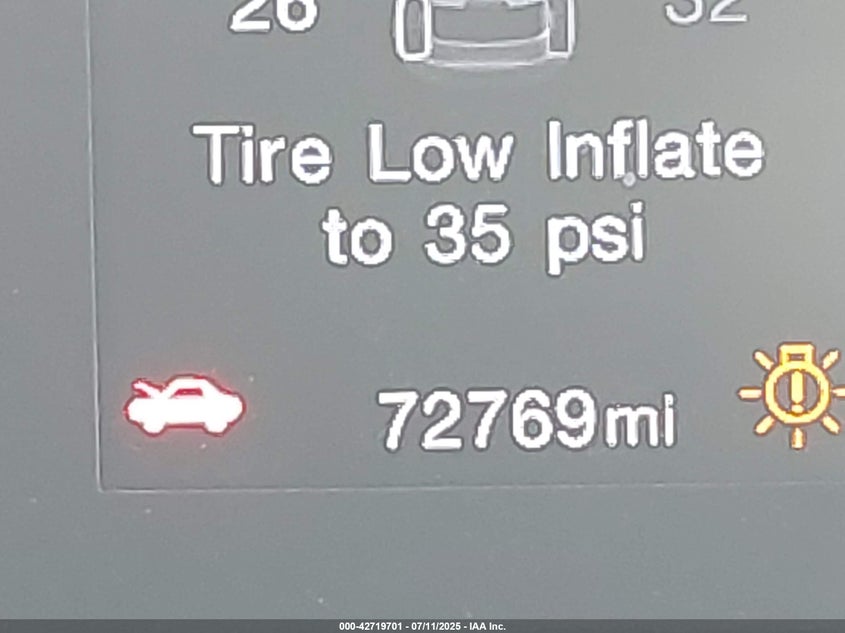 26 32
Tire Low Inflate
to 35 psi
72769mi
000-42719701 - 07/11/2025 - IAA Inc.